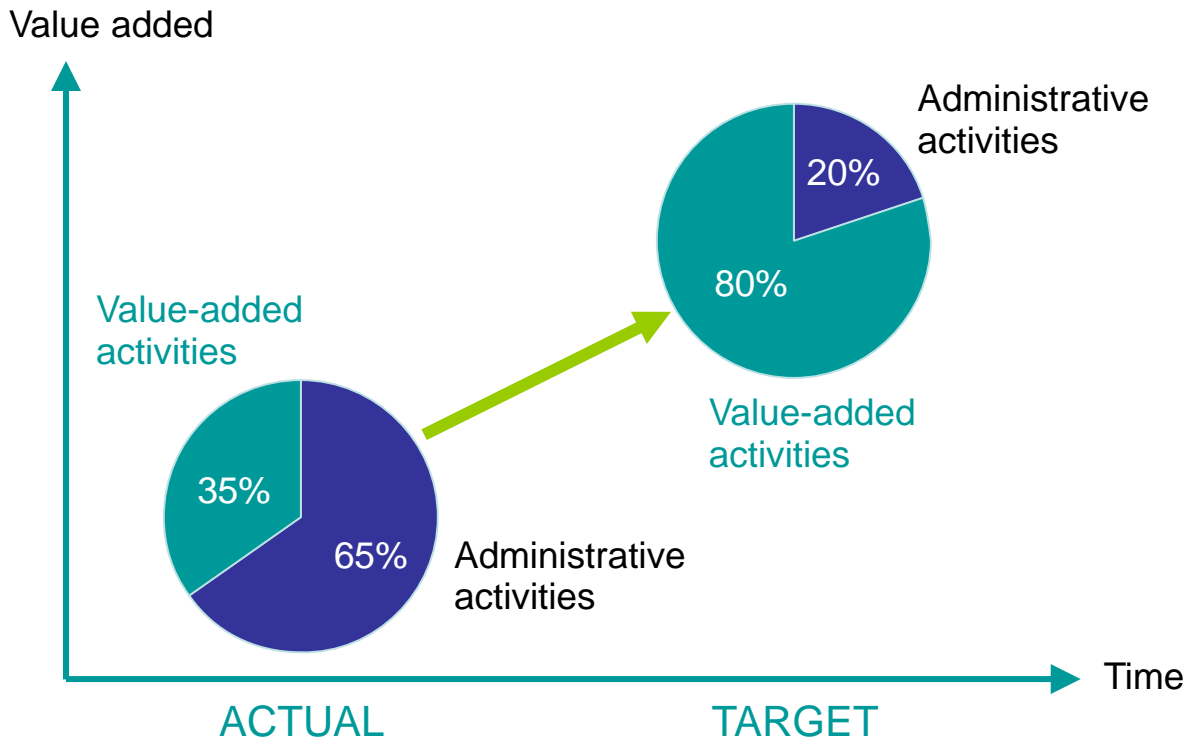 Value added
Administrative
activities
20%
80%
Value-added
activities
Value-added
activities
35%
65%
Administrative
activities
Time
ACTUAL
TARGET